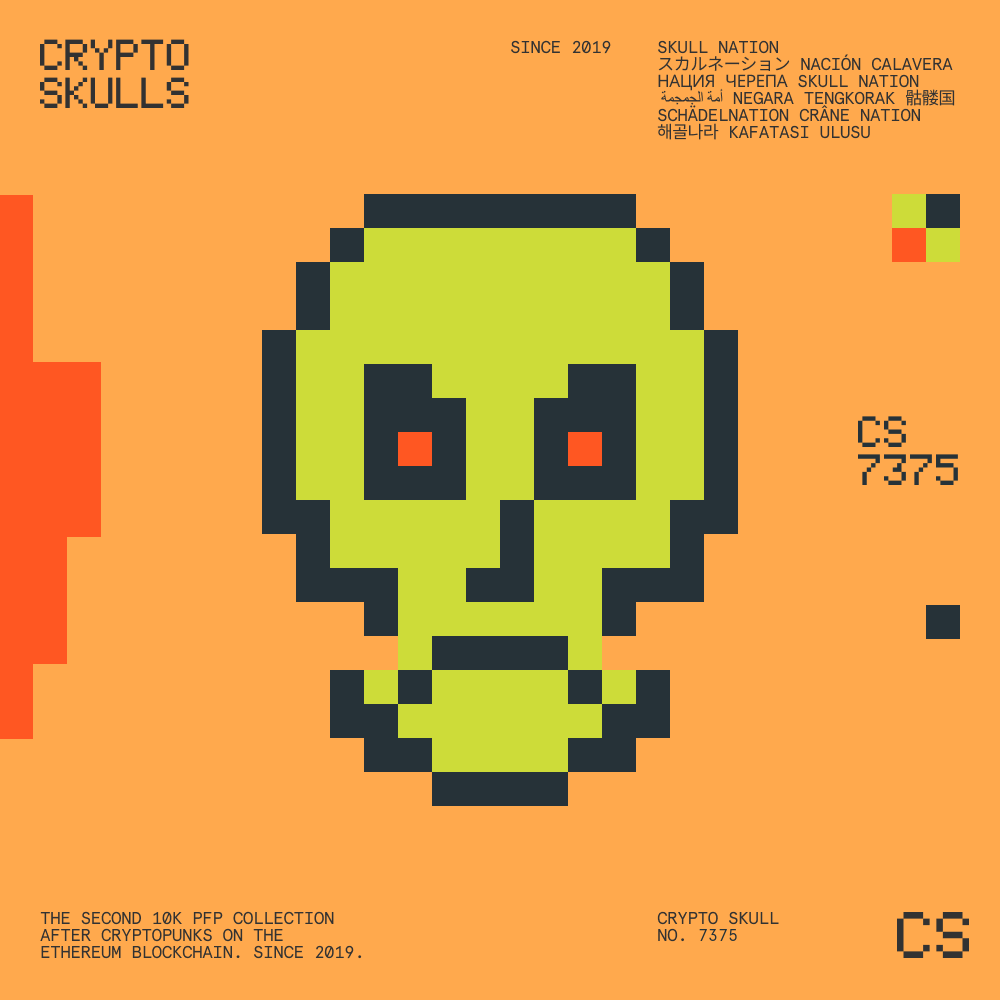 CRYPTO
SKULLS
SINCE 2019
SKULL NATION
スカルネーション NACIÓN CALAVERA
НАЦИЯ ЧЕРЕПА SKULL NATION
أمة الجمجمة NEGARA TENGKORAK 骷髅国
SCHÄDELNATION CRÂNE NATION
해골나라 KAFATASI ULUSU
CS
7375
THE SECOND 10K PFP COLLECTION
AFTER CRYPTOPUNKS ON THE
ETHEREUM BLOCKCHAIN. SINCE 2019.
CRYPTO SKULL
NO. 7375
CS